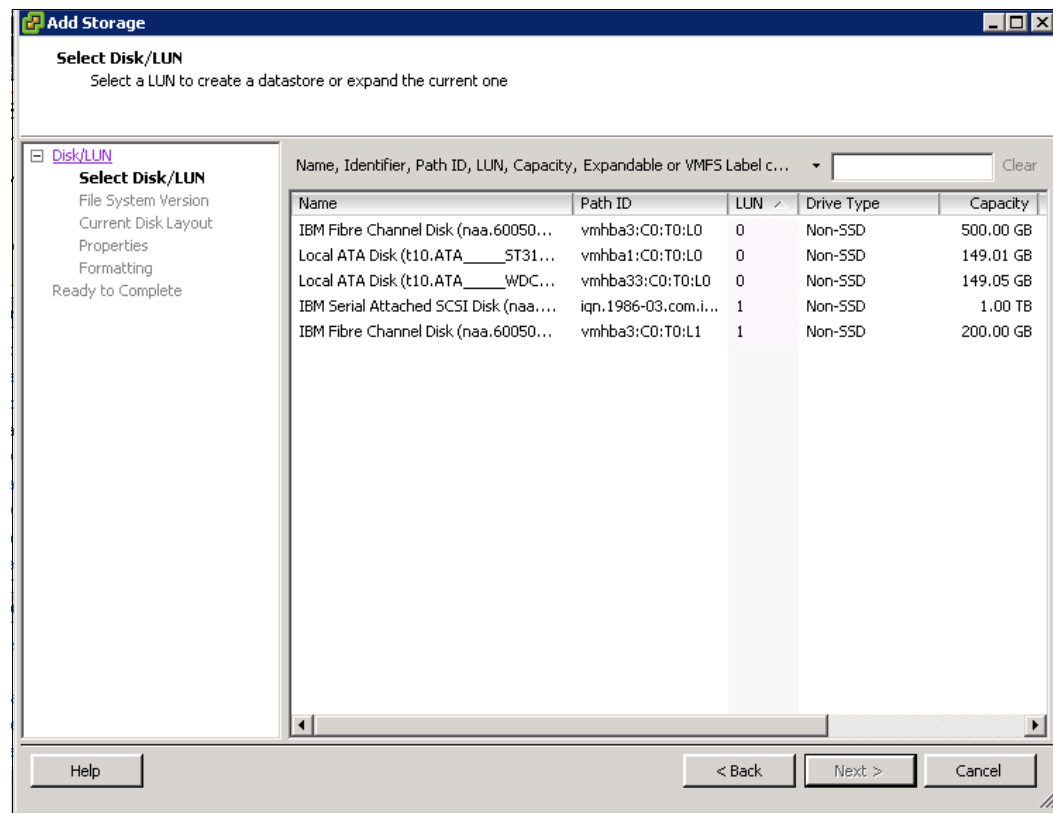 Add Storage
Select Disk/LUN
Select a LUN to create a datastore or expand the current one
Disk/LUN
Select Disk/LUN
File System Version
Current Disk Layout
Properties
Formatting
Ready to Complete
Name, Identifier, Path ID, LUN, Capacity, Expandable or VMFS Label c... Clear
Name Path ID LUN Drive Type Capacity
IBM Fibre Channel Disk (naa.60050... vmhba3:C0:T0:L0 0 Non-SSD 500.00 GB
Local ATA Disk (t10.ATA_____ST31... vmhba1:C0:T0:L0 0 Non-SSD 149.01 GB
Local ATA Disk (t10.ATA_____WDC... vmhba33:C0:T0:L0 0 Non-SSD 149.05 GB
IBM Serial Attached SCSI Disk (naa.... iqn.1986-03.com.i... 1 Non-SSD 1.00 TB
IBM Fibre Channel Disk (naa.60050... vmhba3:C0:T0:L1 1 Non-SSD 200.00 GB
Help < Back Next > Cancel